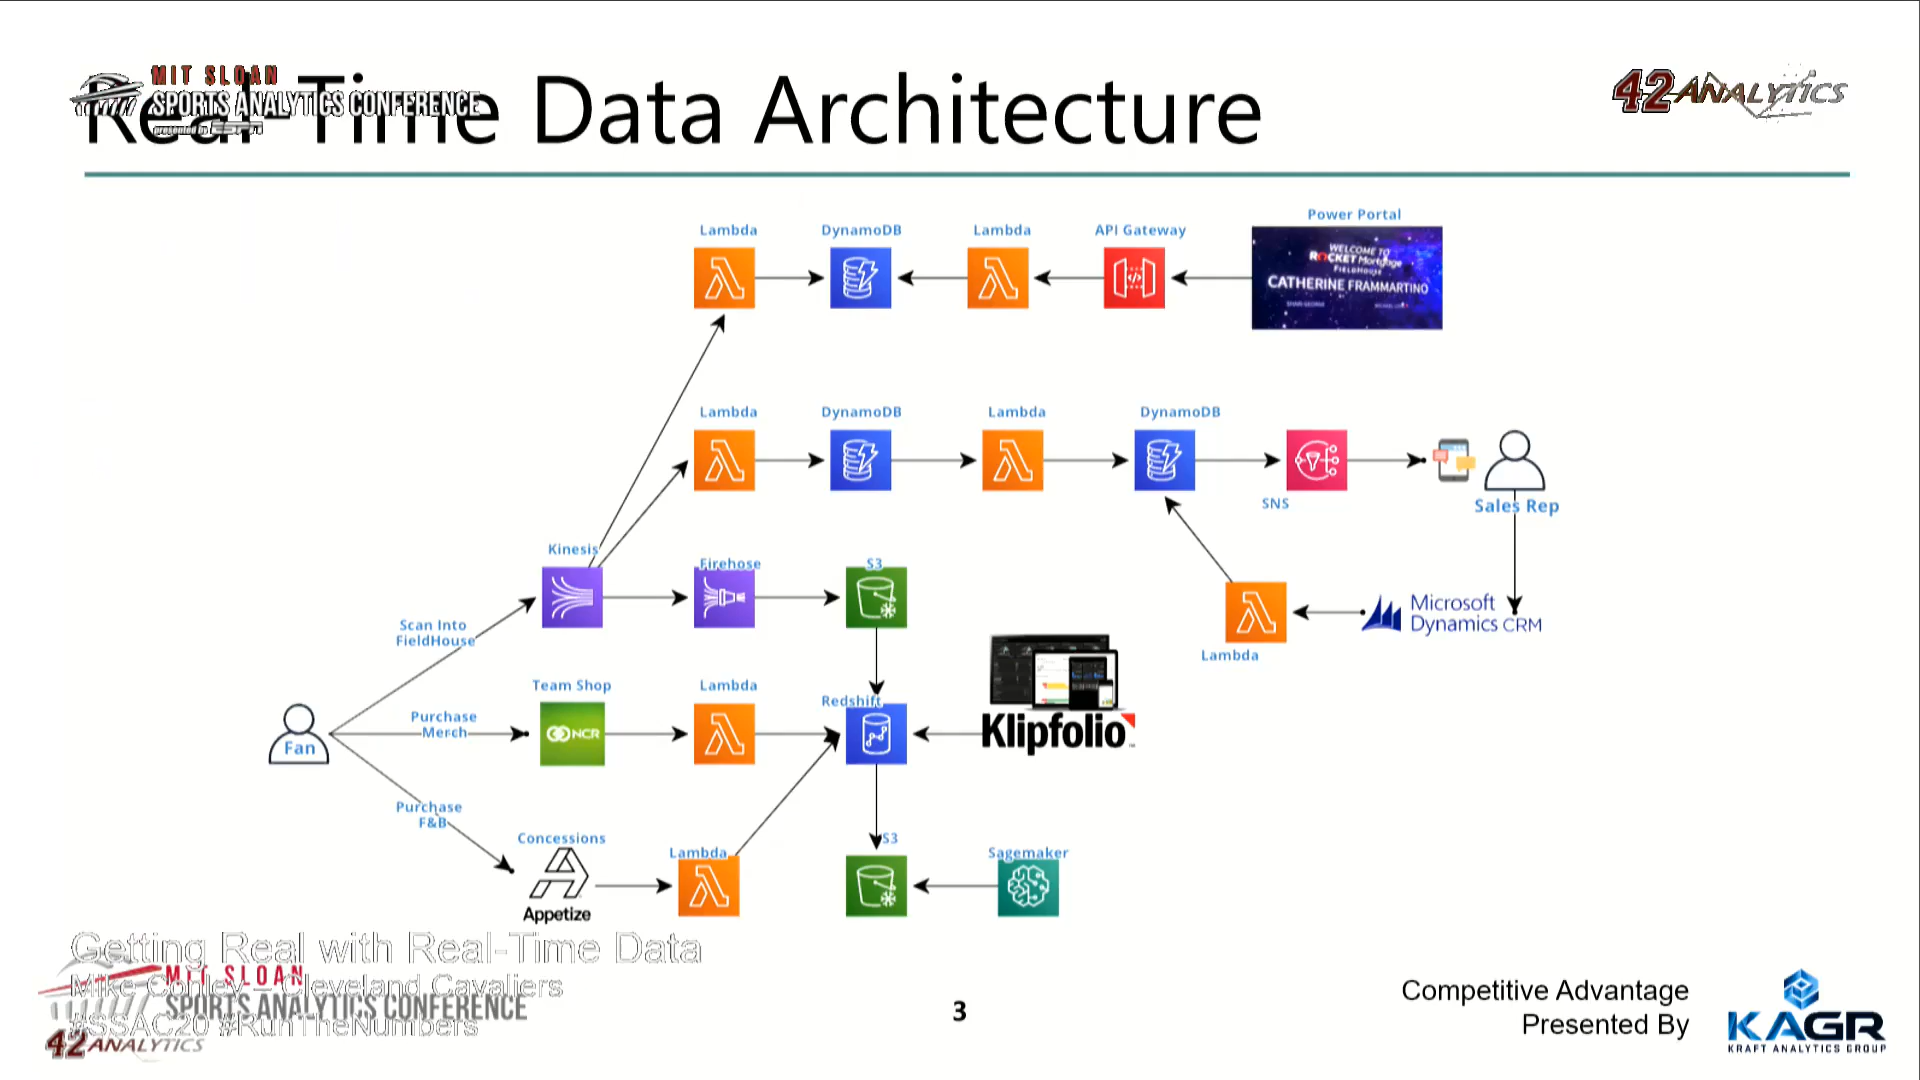 MIT SLOAN
SPORTS ANALYTICS CONFERENCE
presented by
Real-Time Data Architecture
42 ANALYTICS
Power Portal
Lambda
DynamoDB
Lambda
API Gateway
WELCOME TO
ROCKET Mortgage
FIELDHOUSE
CATHERINE FRAMMARTINO
Lambda
DynamoDB
Lambda
DynamoDB
SNS
Sales Rep
Kinesis
Firehose
S3
Microsoft
Dynamics CRM
Lambda
Scan Into
FieldHouse
Team Shop
Lambda
Redshift
Klipfolio
Purchase
Merch
NCR
Fan
Purchase
F&B
Concessions
Lambda
S3
Sagemaker
Appetize
Getting Real with Real-Time Data
Mike Conley – Cleveland Cavaliers
#SSAC20 #RunTheNumbers
MIT SLOAN
SPORTS ANALYTICS CONFERENCE
42 ANALYTICS
3
Competitive Advantage
Presented By
KAGR
KRAFT ANALYTICS GROUP